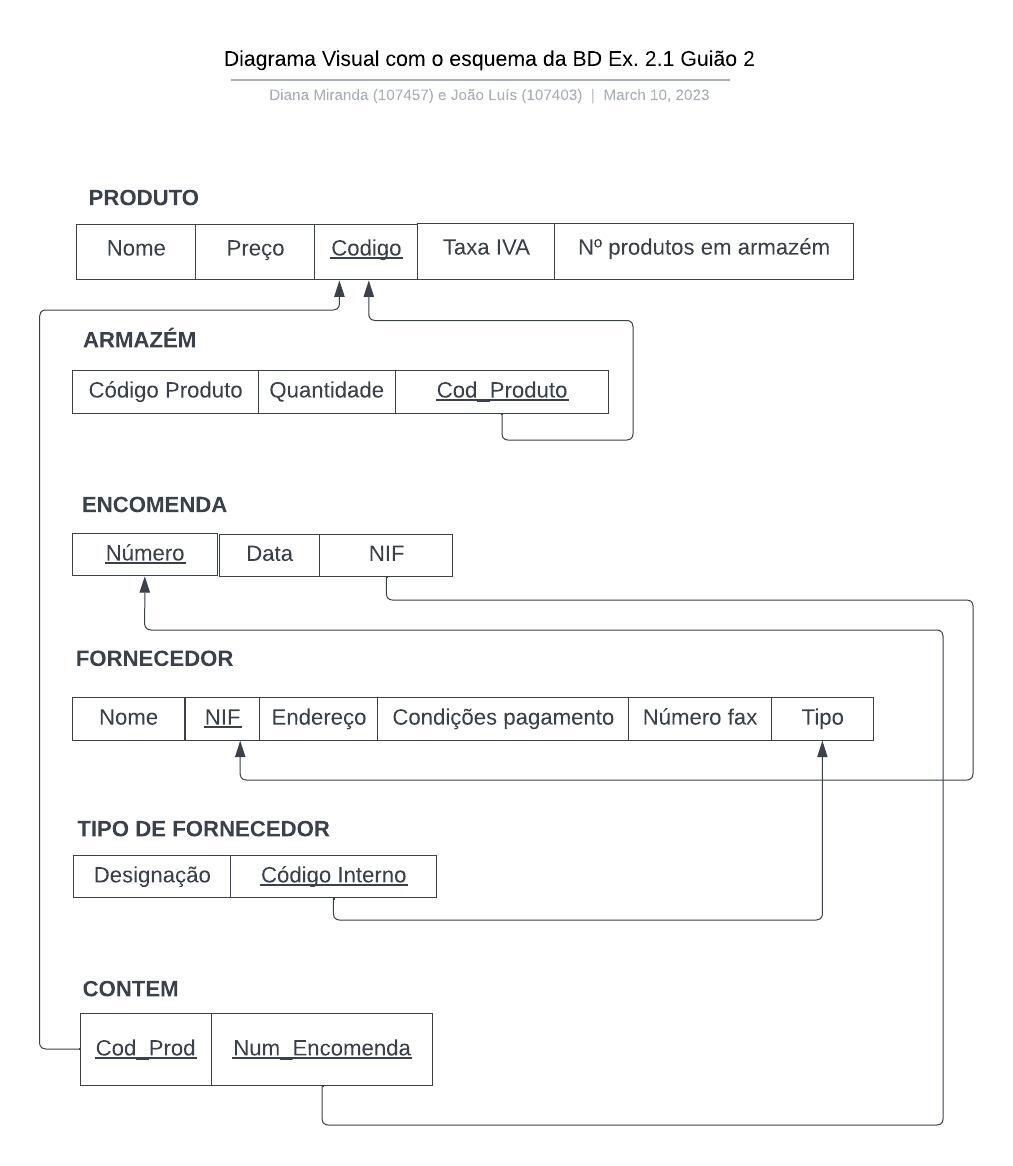 Diagrama Visual com o esquema da BD Ex. 2.1 Guião 2
Diana Miranda (107457) e João Luís (107403) | March 10, 2023
PRODUTO
Nome Preço Codigo Taxa IVA Nº produtos em armazém
ARMAZÉM
Código Produto Quantidade Cod_Produto
ENCOMENDA
Número Data NIF
FORNECEDOR
Nome NIF Endereço Condições pagamento Número fax Tipo
TIPO DE FORNECEDOR
Designação Código Interno
CONTEM
Cod_Prod Num_Encomenda